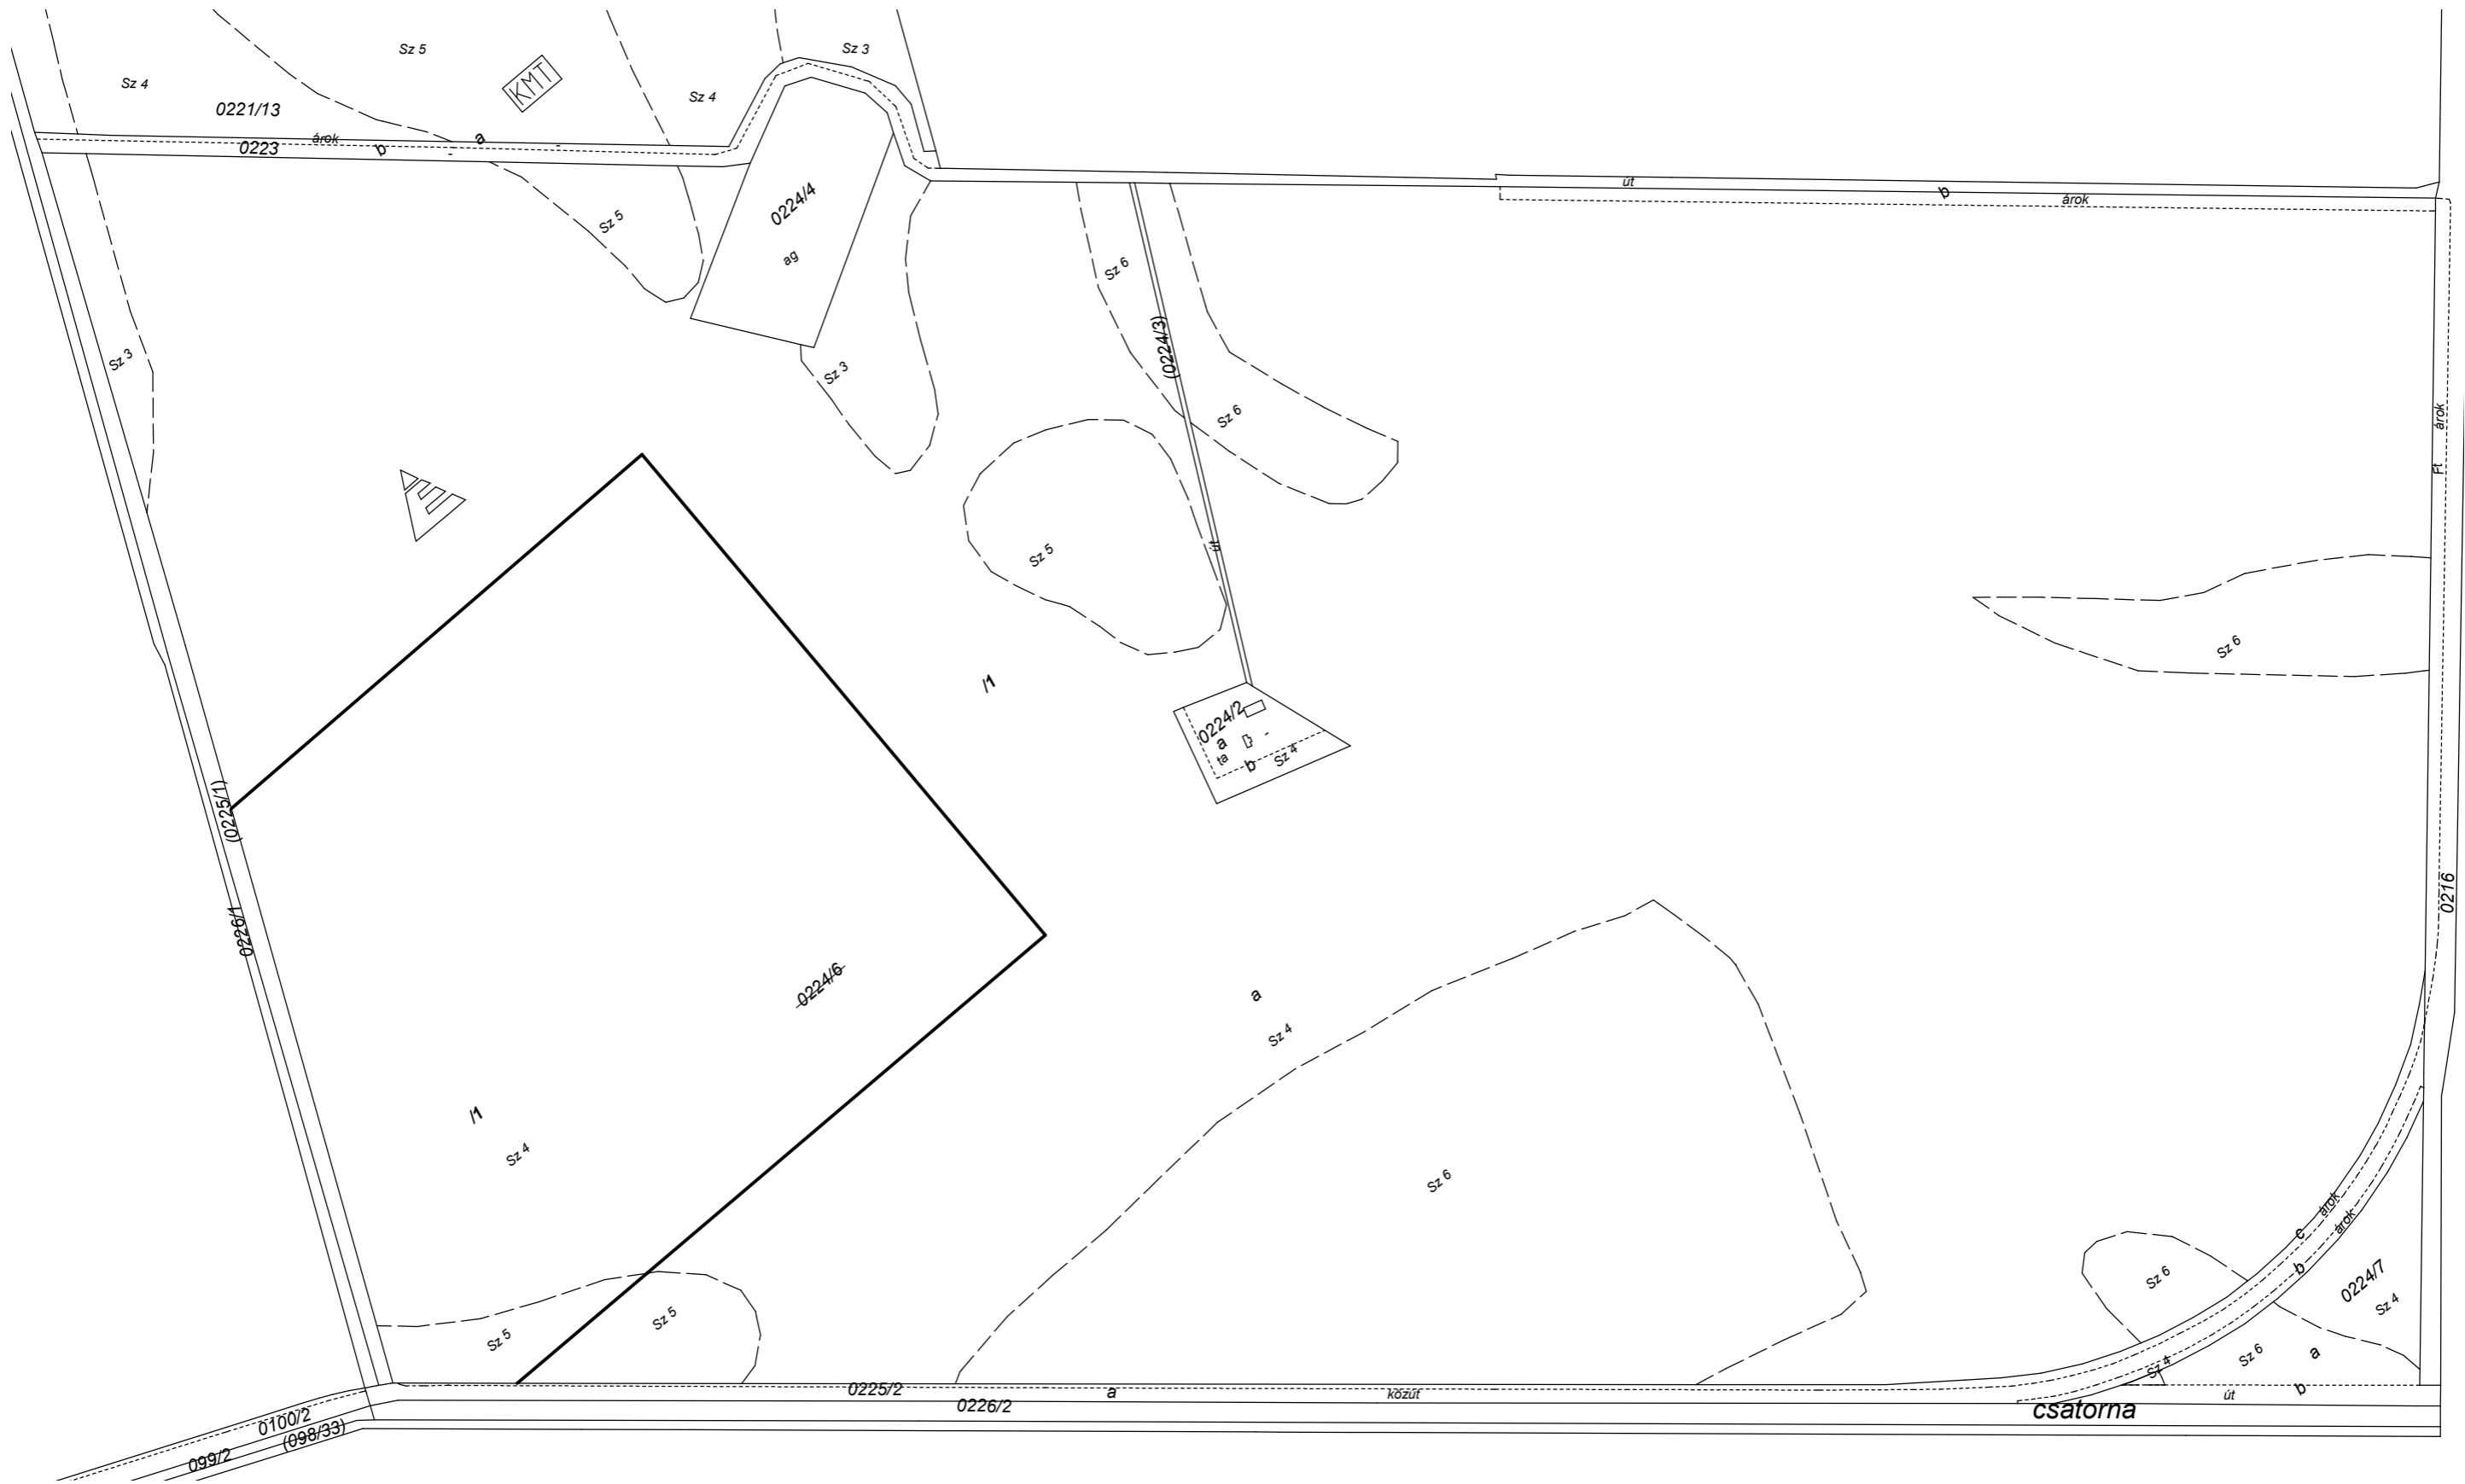 Sz 5
Sz 3
Sz 4
KMT
Sz 4
0221/13
árok
a
0223
b
út
b
árok
0224/4
Sz 5
ag
Sz 6
(0224/3)
Sz 3
Sz 3
Sz 6
árok
Ft
út
Sz 5
Sz 6
/1
0224/2
a
ta
b
Sz 4
(0225/1)
0226/1
0216
0224/6
a
Sz 4
/1
Sz 4
Sz 6
árok
c
árok
b
Sz 6
0224/7
Sz 4
Sz 5
Sz 5
Sz 4
Sz 6
a
0225/2
a
közút
út
b
0226/2
csatorna
0100/2
(098/33)
099/2